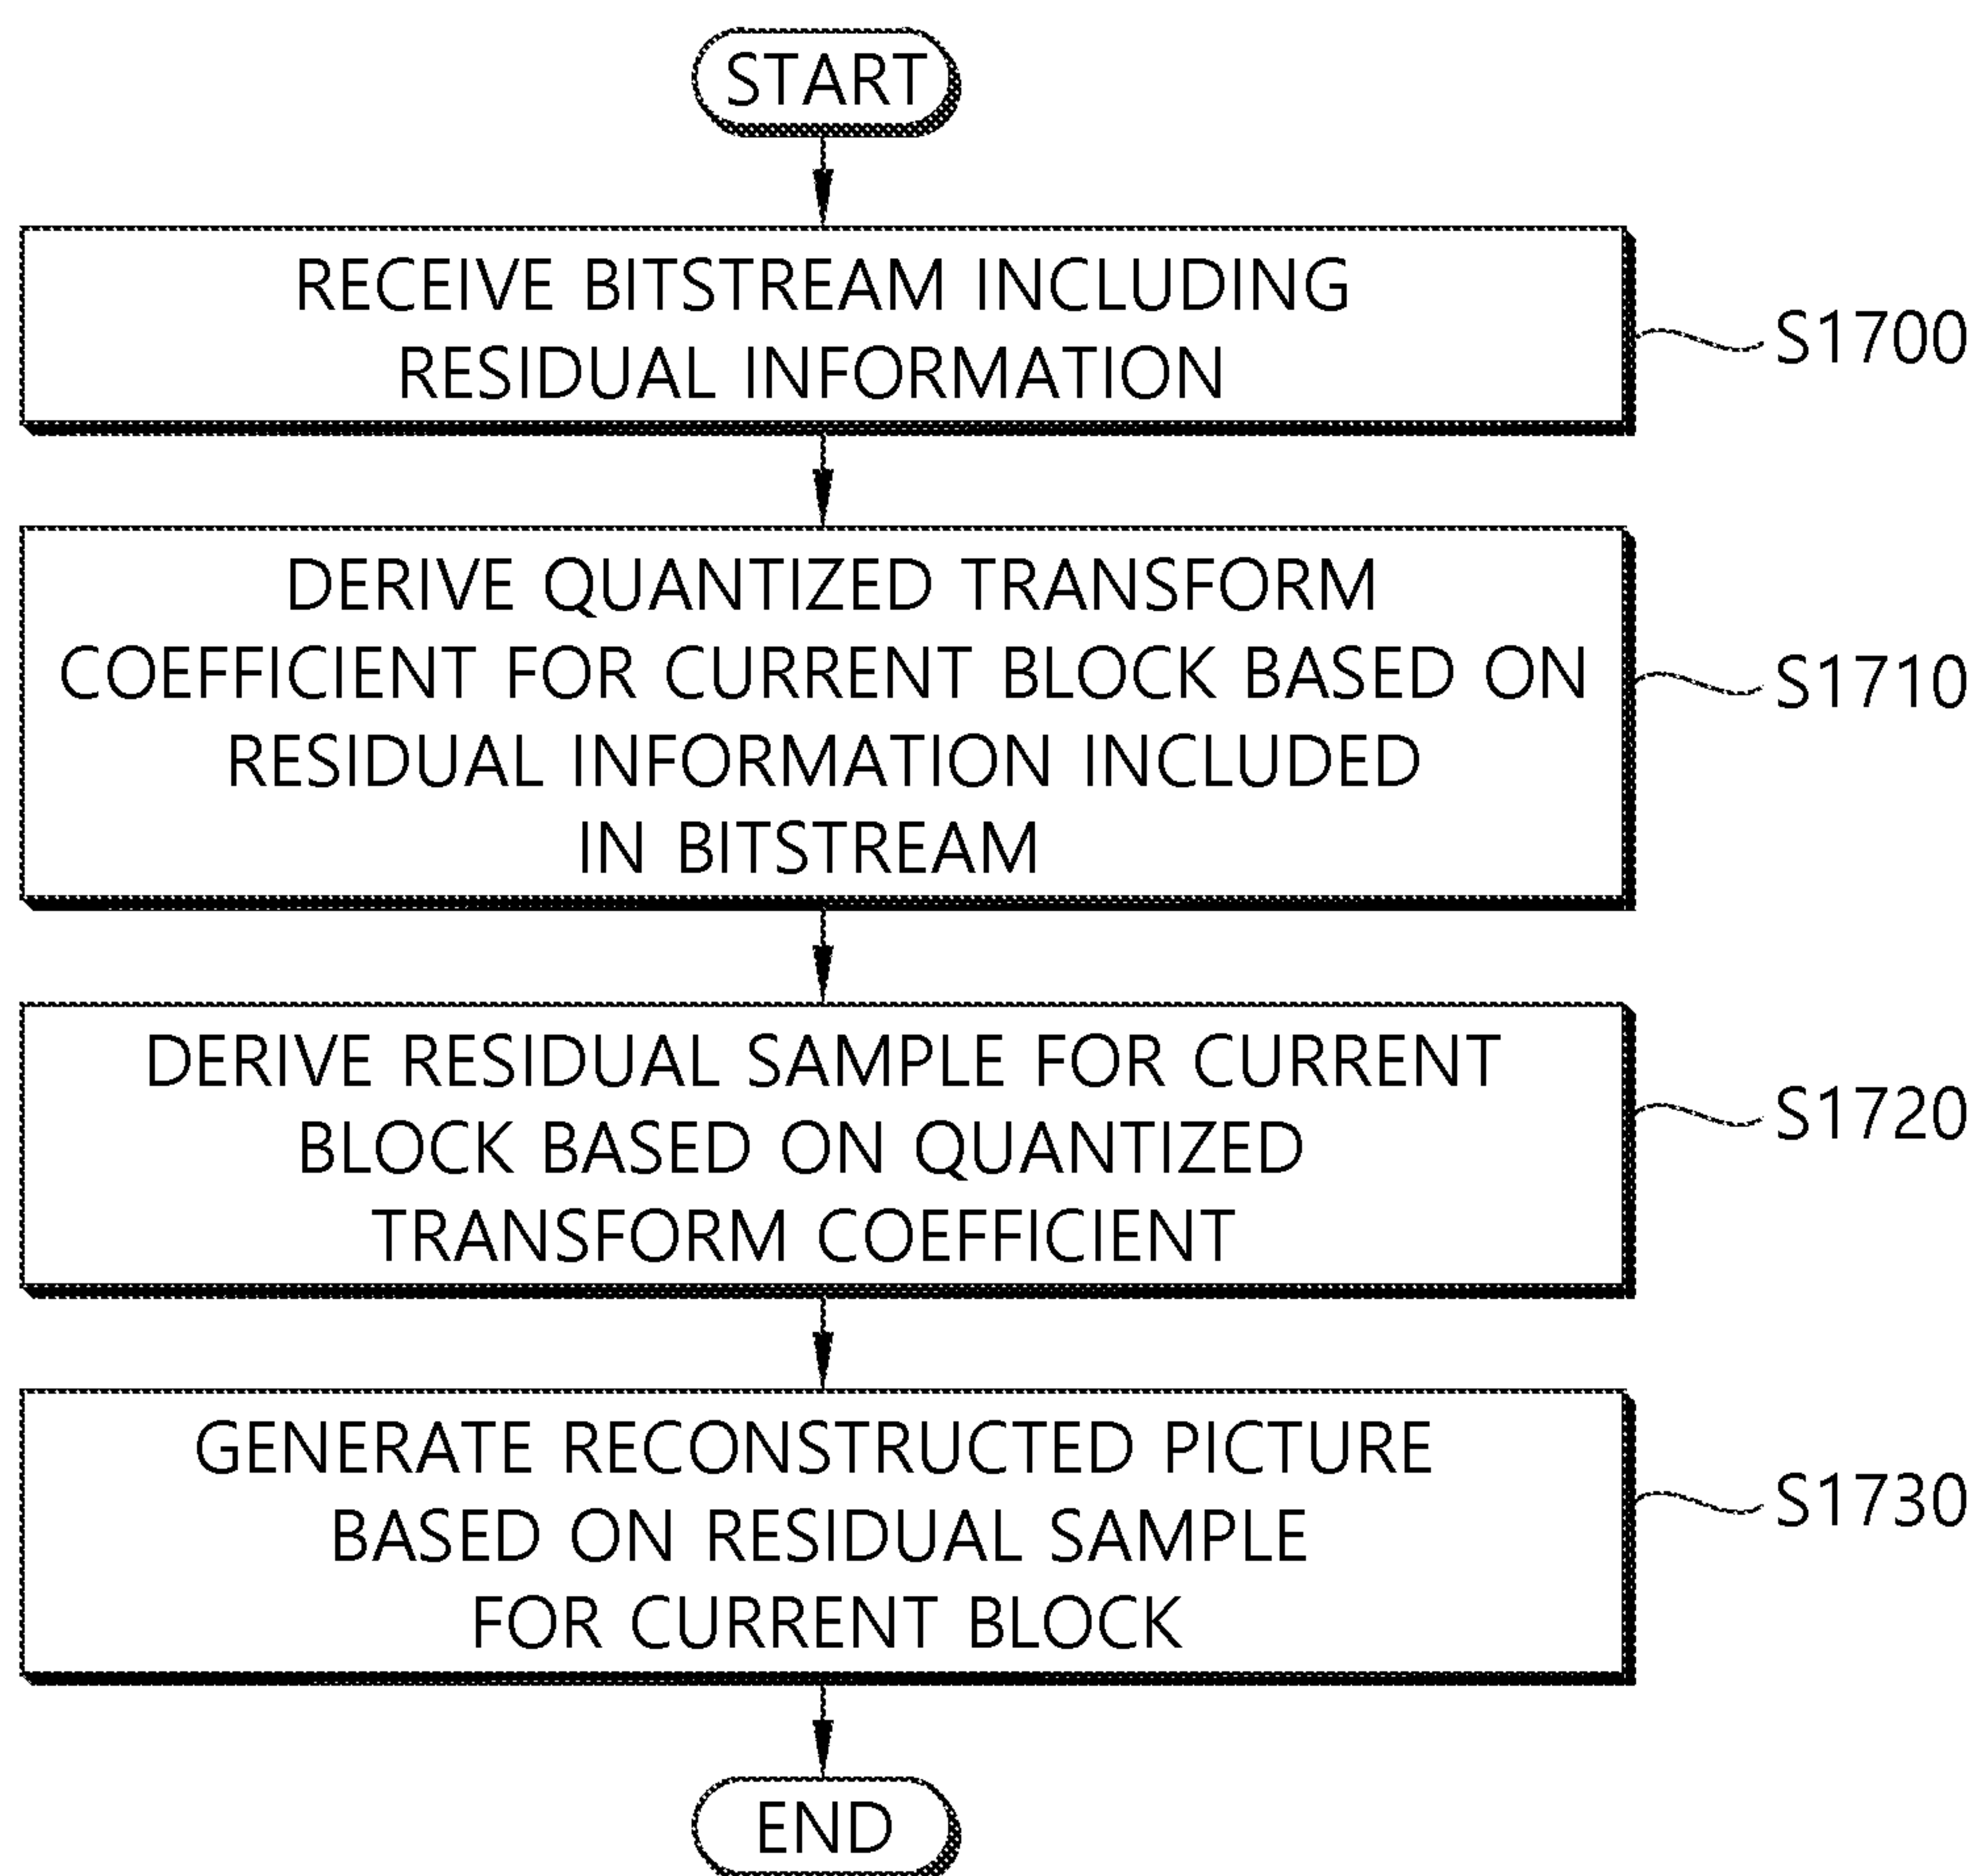 START
RECEIVE BITSTREAM INCLUDING
RESIDUAL INFORMATION
S1700
DERIVE QUANTIZED TRANSFORM
COEFFICIENT FOR CURRENT BLOCK BASED ON
RESIDUAL INFORMATION INCLUDED
IN BITSTREAM
S1710
DERIVE RESIDUAL SAMPLE FOR CURRENT
BLOCK BASED ON QUANTIZED
TRANSFORM COEFFICIENT
S1720
GENERATE RECONSTRUCTED PICTURE
BASED ON RESIDUAL SAMPLE
FOR CURRENT BLOCK
S1730
END